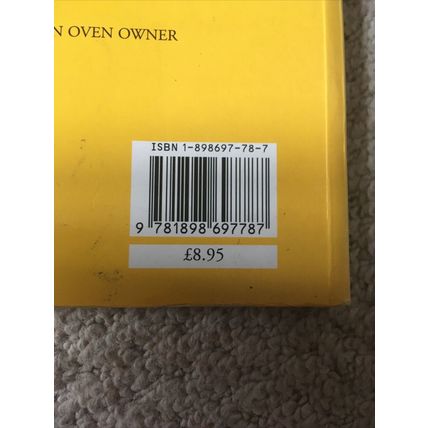 N OVEN OWNER
ISBN 1-898697-78-7
9 781898 697787
£8.95